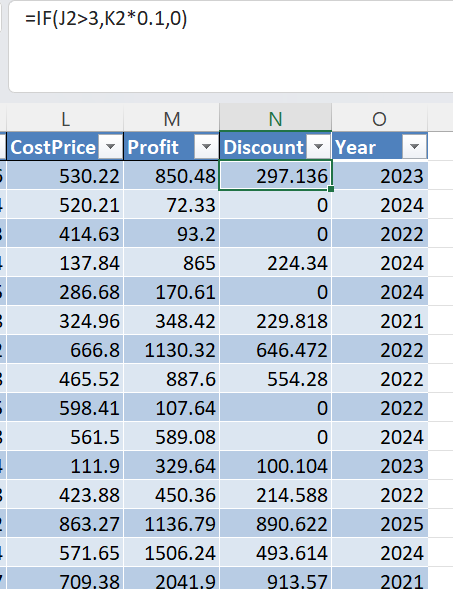 =IF(J2>3,K2*0.1,0)
L M N O
CostPrice Profit Discount Year
530.22 850.48 297.136 2023
520.21 72.33 0 2024
414.63 93.2 0 2022
137.84 865 224.34 2024
286.68 170.61 0 2024
324.96 348.42 229.818 2021
666.8 1130.32 646.472 2022
465.52 887.6 554.28 2022
598.41 107.64 0 2022
561.5 589.08 0 2024
111.9 329.64 100.104 2023
423.88 450.36 214.588 2022
863.27 1136.79 890.622 2025
571.65 1506.24 493.614 2024
709.38 2041.9 913.57 2021